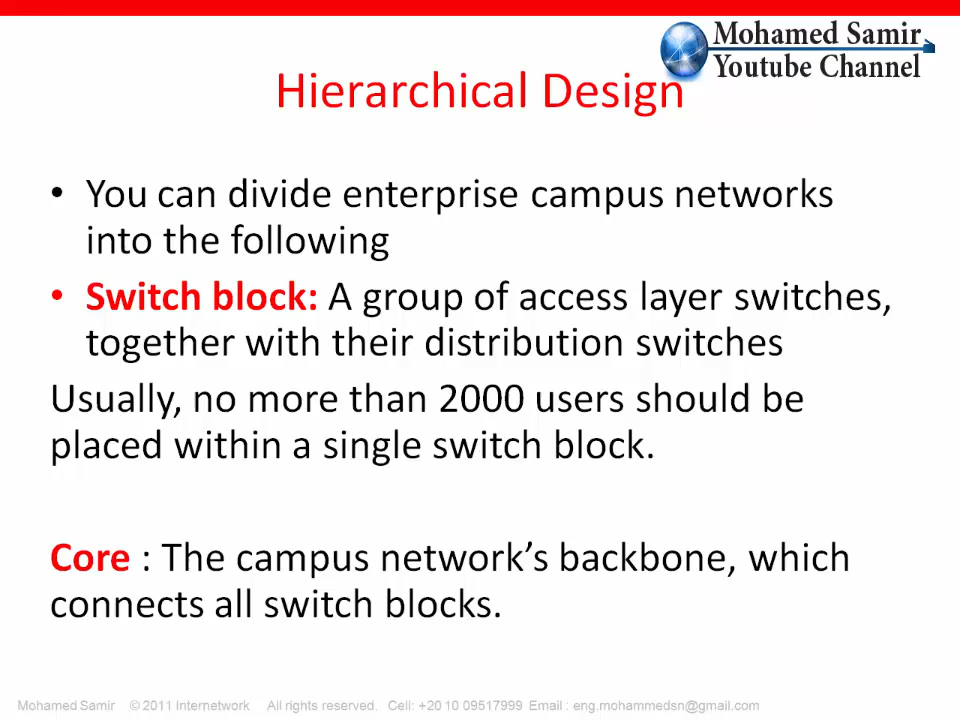 Mohamed Samir
Youtube Channel
Hierarchical Design
• You can divide enterprise campus networks
into the following
• Switch block: A group of access layer switches,
together with their distribution switches
Usually, no more than 2000 users should be
placed within a single switch block.
Core : The campus network’s backbone, which
connects all switch blocks.
Mohamed Samir © 2011 Internetwork All rights reserved. Cell: +20 10 09517999 Email : eng.mohammedsn@gmail.com